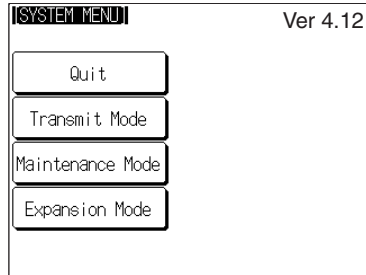 [SYSTEM MENU]
Ver 4.12
Quit
Transmit Mode
Maintenance Mode
Expansion Mode